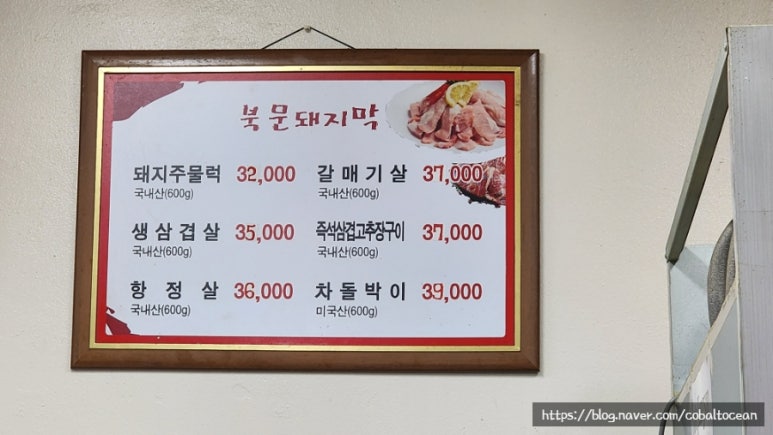 북문돼지막
돼지주물럭 32,000 갈매기살 37,000
국내산(600g) 국내산(600g)
생삼겹살 35,000 즉석삼겹고추장구이 37,000
국내산(600g) 국내산(600g)
항정살 36,000 차돌박이 39,000
국내산(600g) 미국산(600g)
https://blog.naver.com/cobaltocean